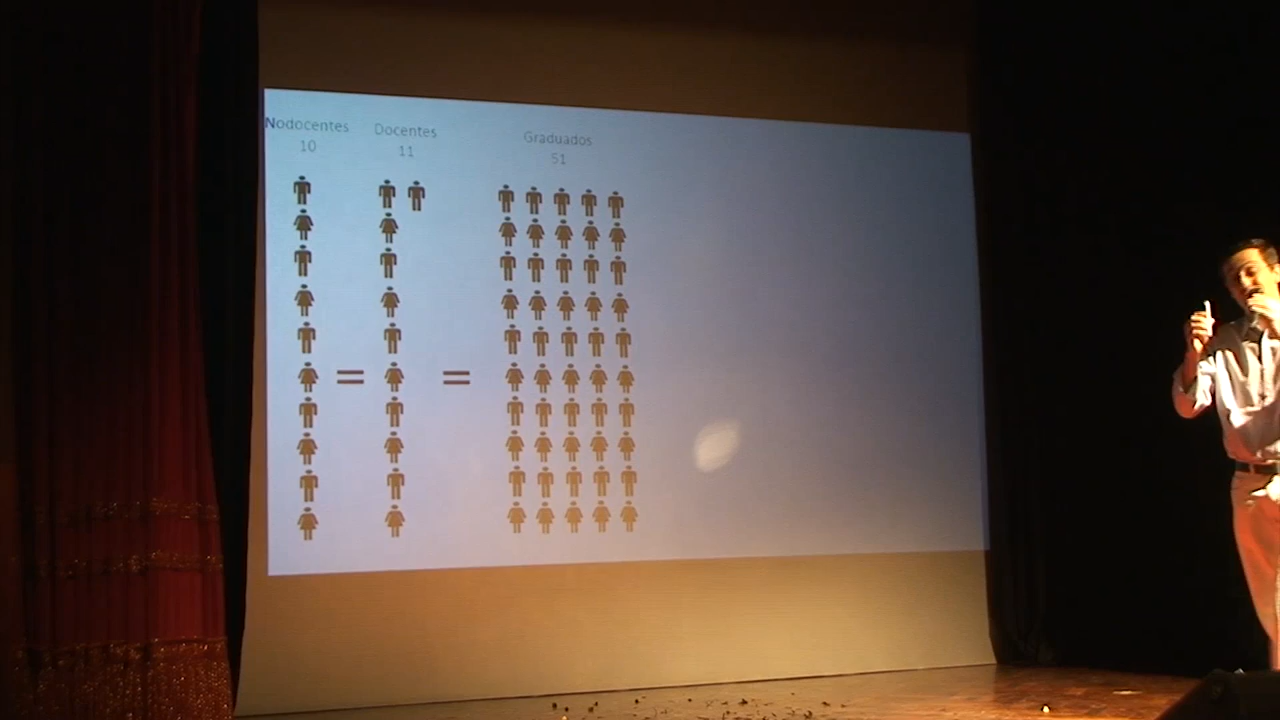 Nodocentes
10
Docentes
11
Graduados
51
= =